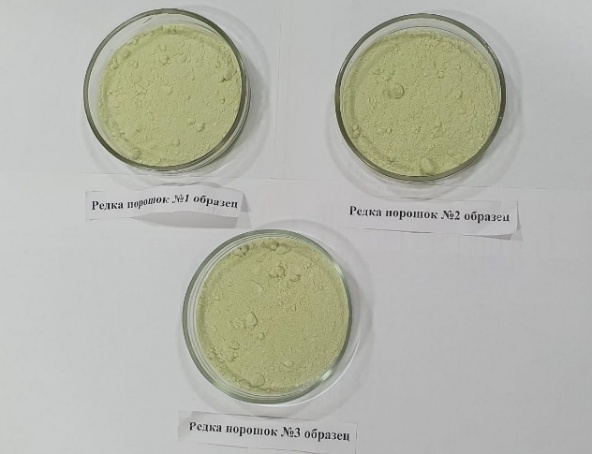 Редка порошок №1 образец
Редка порошок №2 образец
Редка порошок №3 образец